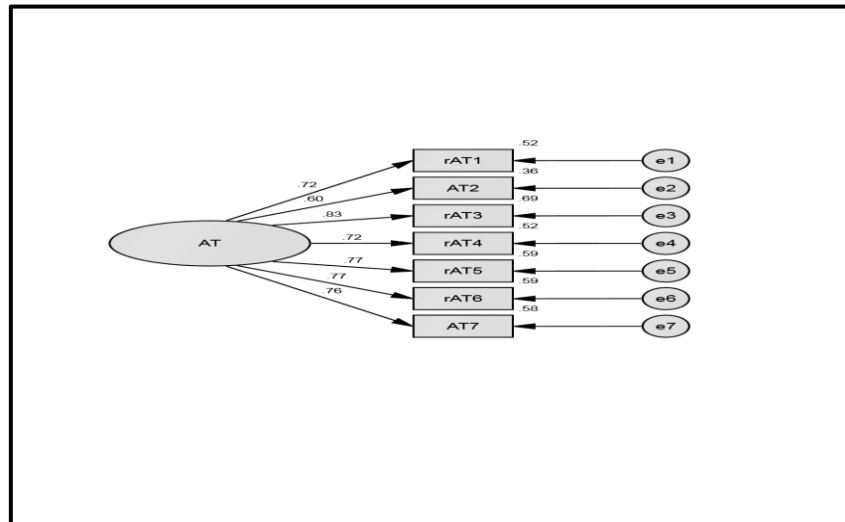 .52
rAT1 e1
.72 .36
AT2 e2
.60 .69
rAT3 e3
.83 .52
AT .72 rAT4 e4
.59
.77 rAT5 e5
.77 .59
rAT6 e6
.76 .58
AT7 e7